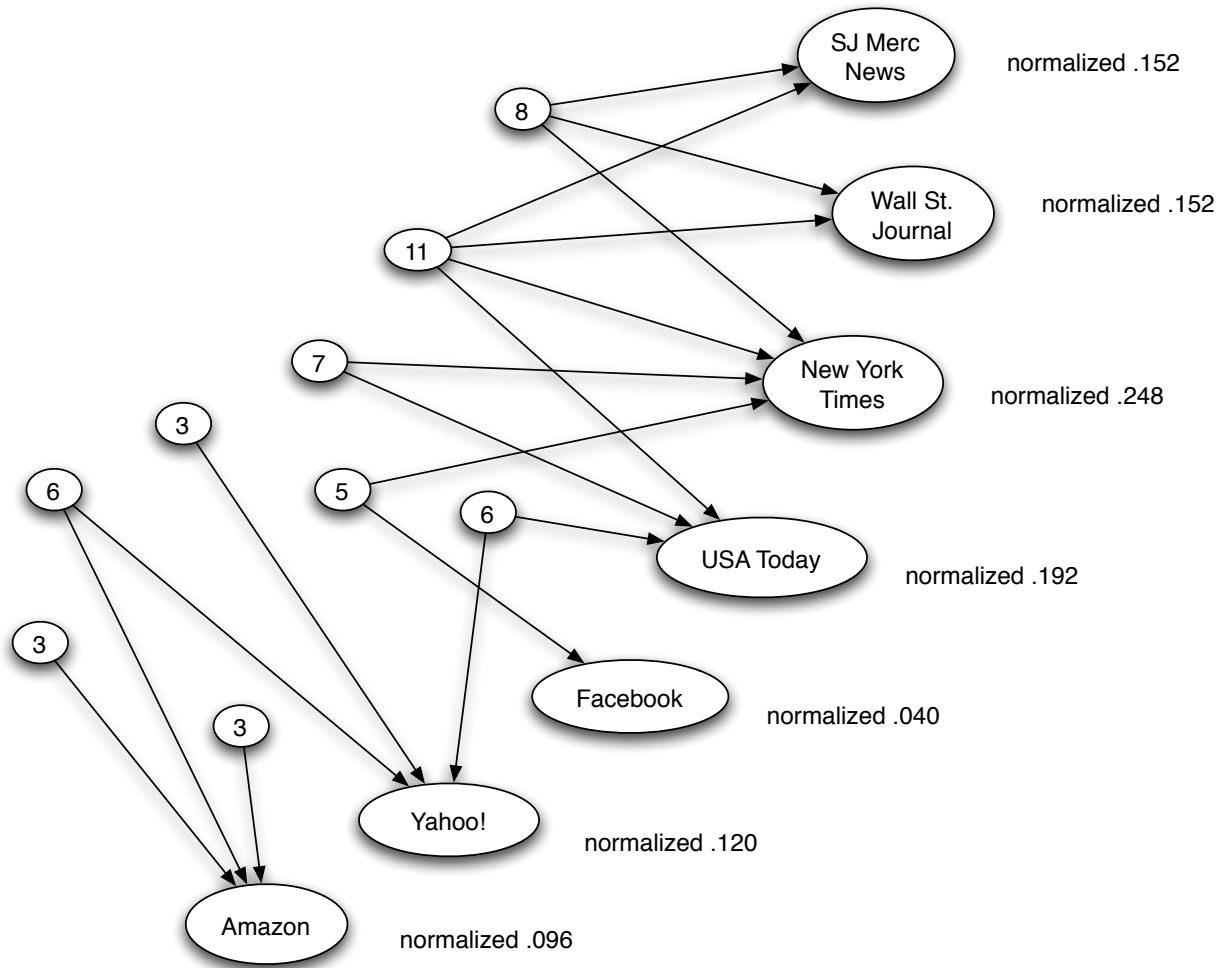 SJ Merc
News
normalized .152
8
Wall St.
Journal
normalized .152
11
7
New York
Times
normalized .248
3
6
5
6
USA Today
normalized .192
3
Facebook
normalized .040
3
Yahoo!
normalized .120
Amazon
normalized .096